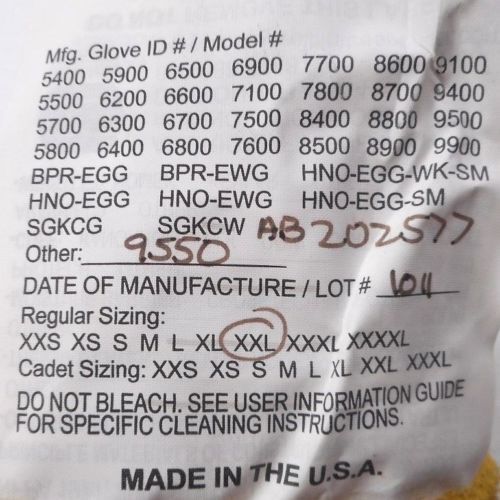 Mfg. Glove ID # / Model #
5400 5900 6500 6900 7700 8600 9100
5500 6200 6600 7100 7800 8700 9400
5700 6300 6700 7500 8400 8800 9500
5800 6400 6800 7600 8500 8900 9900
BPR-EGG BPR-EWG HNO-EGG-WK-SM
HNO-EGG HNO-EWG HNO-EGG-SM
SGKCG SGKCW AB202577
Other: 9550
DATE OF MANUFACTURE / LOT # 1011
Regular Sizing:
XXS XS S M L XL XXL XXXL XXXXL
Cadet Sizing: XXS XS S M L XL XXL XXXL
DO NOT BLEACH. SEE USER INFORMATION GUIDE
FOR SPECIFIC CLEANING INSTRUCTIONS.
MADE IN THE U.S.A.